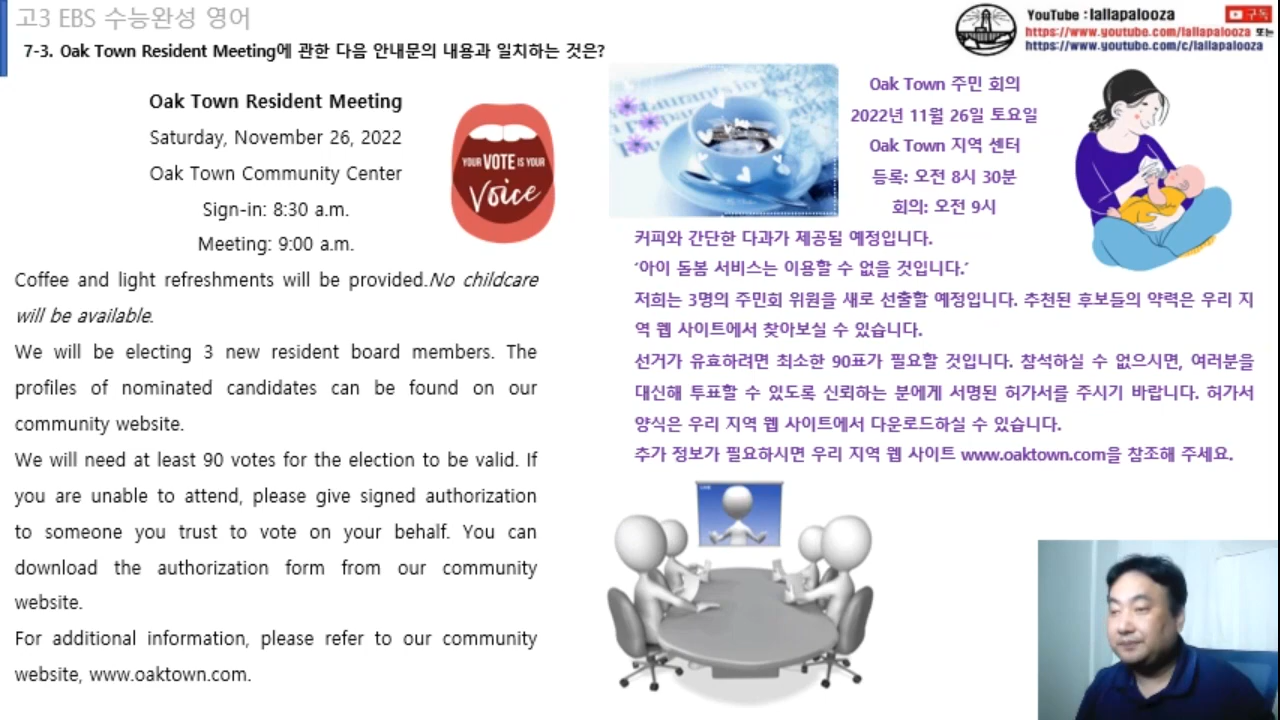 고3 EBS 수능완성 영어
7-3. Oak Town Resident Meeting에 관한 다음 안내문의 내용과 일치하는 것은?
YouTube : lallapalooza
구독
https://www.youtube.com/lallapalooza 또는
https://www.youtube.com/c/lallapalooza
Oak Town Resident Meeting
Saturday, November 26, 2022
Oak Town Community Center
Sign-in: 8:30 a.m.
Meeting: 9:00 a.m.
YOUR VOTE IS YOUR
Voice
Coffee and light refreshments will be provided.No childcare
will be available.
We will be electing 3 new resident board members. The
profiles of nominated candidates can be found on our
community website.
We will need at least 90 votes for the election to be valid. If
you are unable to attend, please give signed authorization
to someone you trust to vote on your behalf. You can
download the authorization form from our community
website.
For additional information, please refer to our community
website, www.oaktown.com.
Oak Town 주민 회의
2022년 11월 26일 토요일
Oak Town 지역 센터
등록: 오전 8시 30분
회의: 오전 9시
커피와 간단한 다과가 제공될 예정입니다.
‘아이 돌봄 서비스는 이용할 수 없을 것입니다.’
저희는 3명의 주민회 위원을 새로 선출할 예정입니다. 추천된 후보들의 약력은 우리 지
역 웹 사이트에서 찾아보실 수 있습니다.
선거가 유효하려면 최소한 90표가 필요할 것입니다. 참석하실 수 없으시면, 여러분을
대신해 투표할 수 있도록 신뢰하는 분에게 서명된 허가서를 주시기 바랍니다. 허가서
양식은 우리 지역 웹 사이트에서 다운로드하실 수 있습니다.
추가 정보가 필요하시면 우리 지역 웹 사이트 www.oaktown.com을 참조해 주세요.